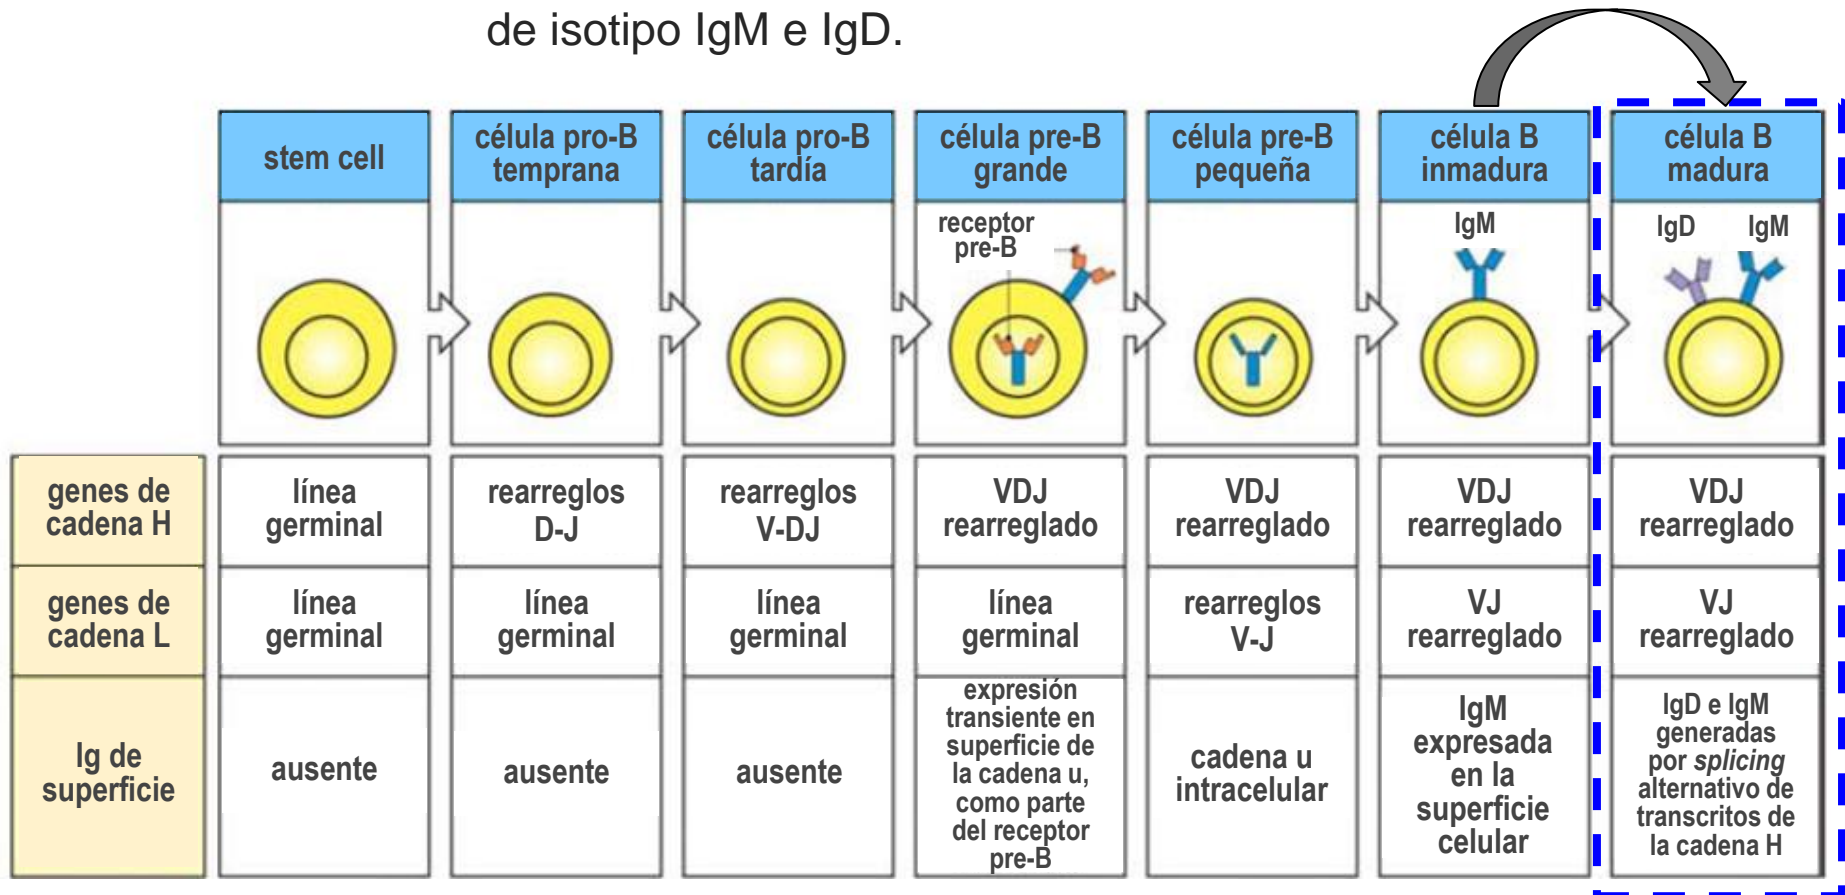 de isotipo IgM e IgD.
stem cell
célula pro-B
temprana
célula pro-B
tardía
célula pre-B
grande
célula pre-B
pequeña
célula B
inmadura
célula B
madura
receptor
pre-B
IgM
IgD IgM
genes de
cadena H
línea
germinal
rearreglos
D-J
rearreglos
V-DJ
VDJ
rearreglado
VDJ
rearreglado
VDJ
rearreglado
VDJ
rearreglado
genes de
cadena L
línea
germinal
línea
germinal
línea
germinal
línea
germinal
rearreglos
V-J
VJ
rearreglado
VJ
rearreglado
Ig de
superficie
ausente
ausente
ausente
expresión
transiente en
superficie de
la cadena u,
como parte
del receptor
pre-B
cadena u
intracelular
IgM
expresada
en la
superficie
celular
IgD e IgM
generadas
por splicing
alternativo de
transcritos de
la cadena H